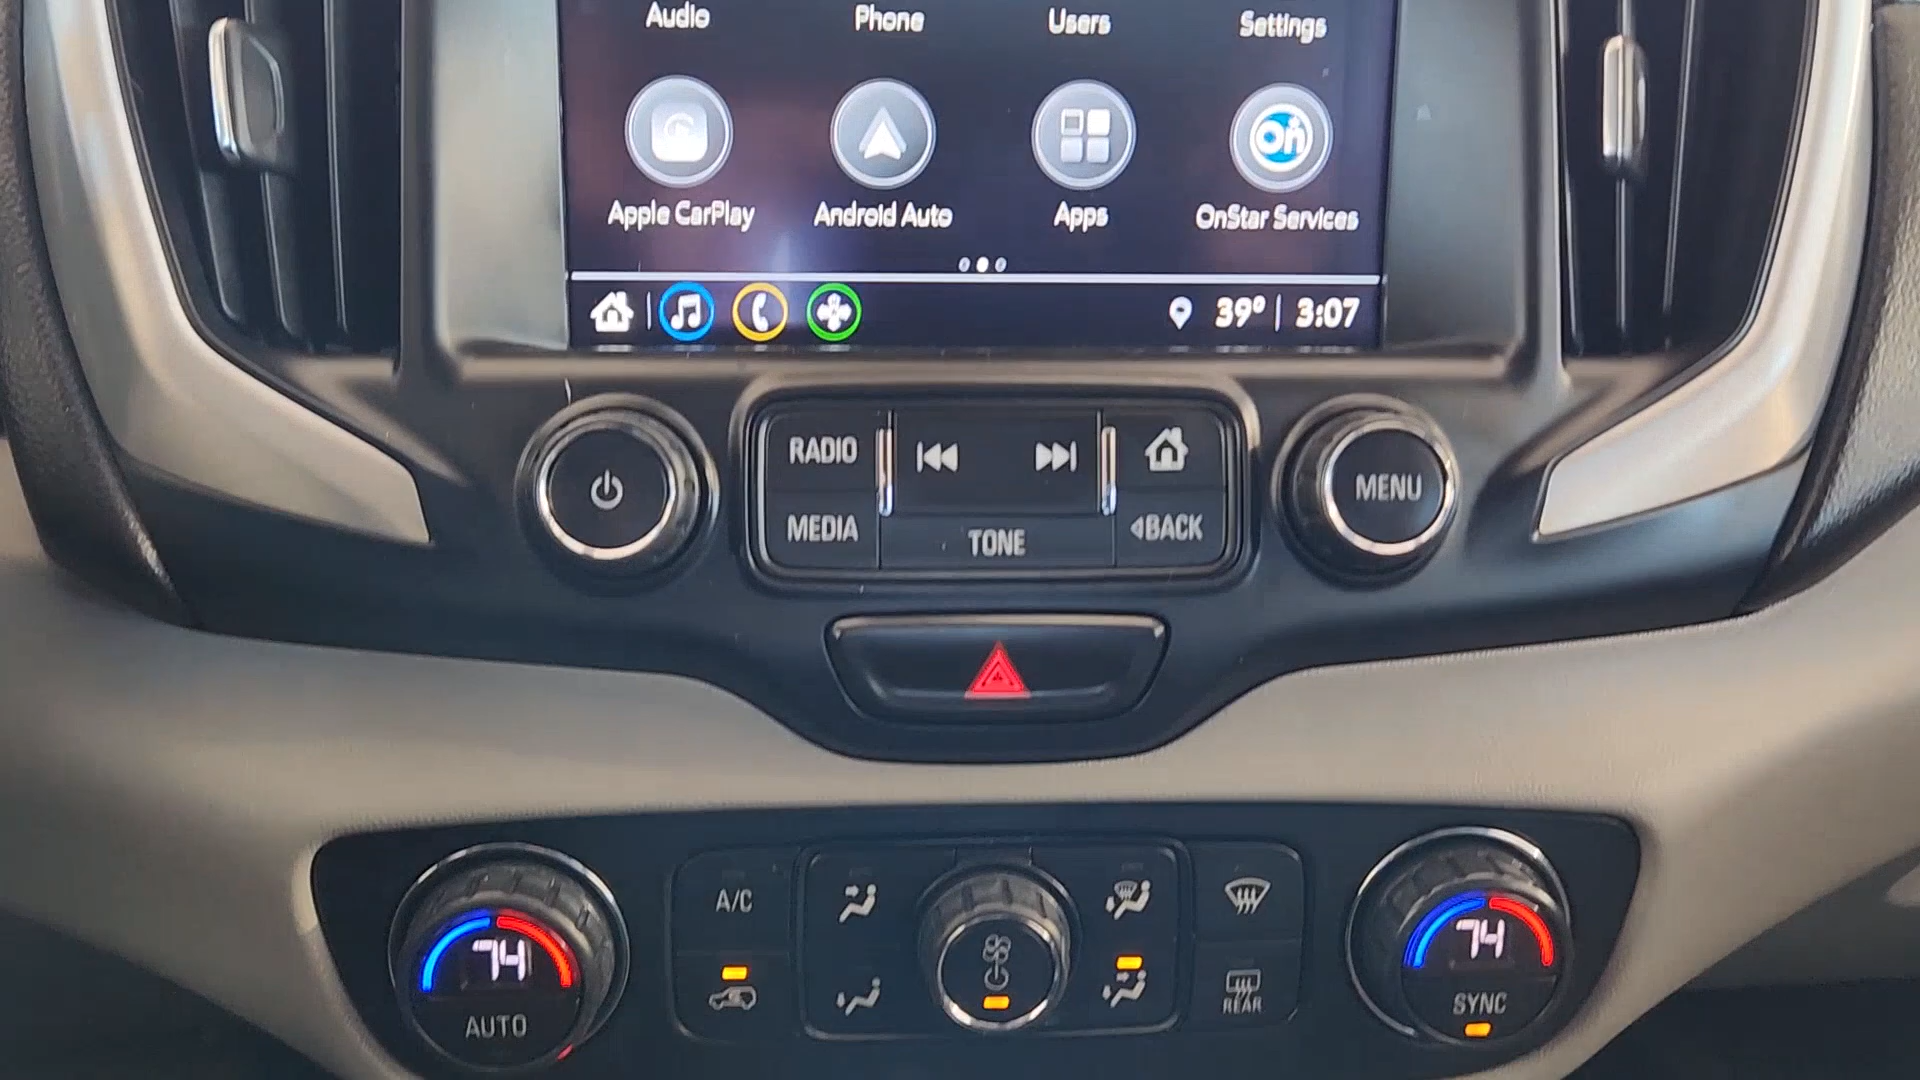 Audio Phone Users Settings
On
Apple CarPlay Android Auto Apps OnStar Services
39° 3:07
RADIO
MENU
MEDIA TONE BACK
A/C
74 74
REAR SYNC
AUTO